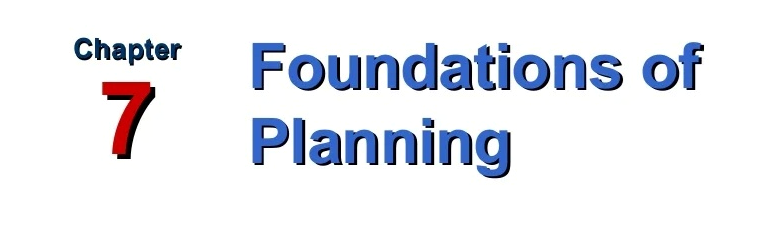 Chapter
7
Foundations of
Planning